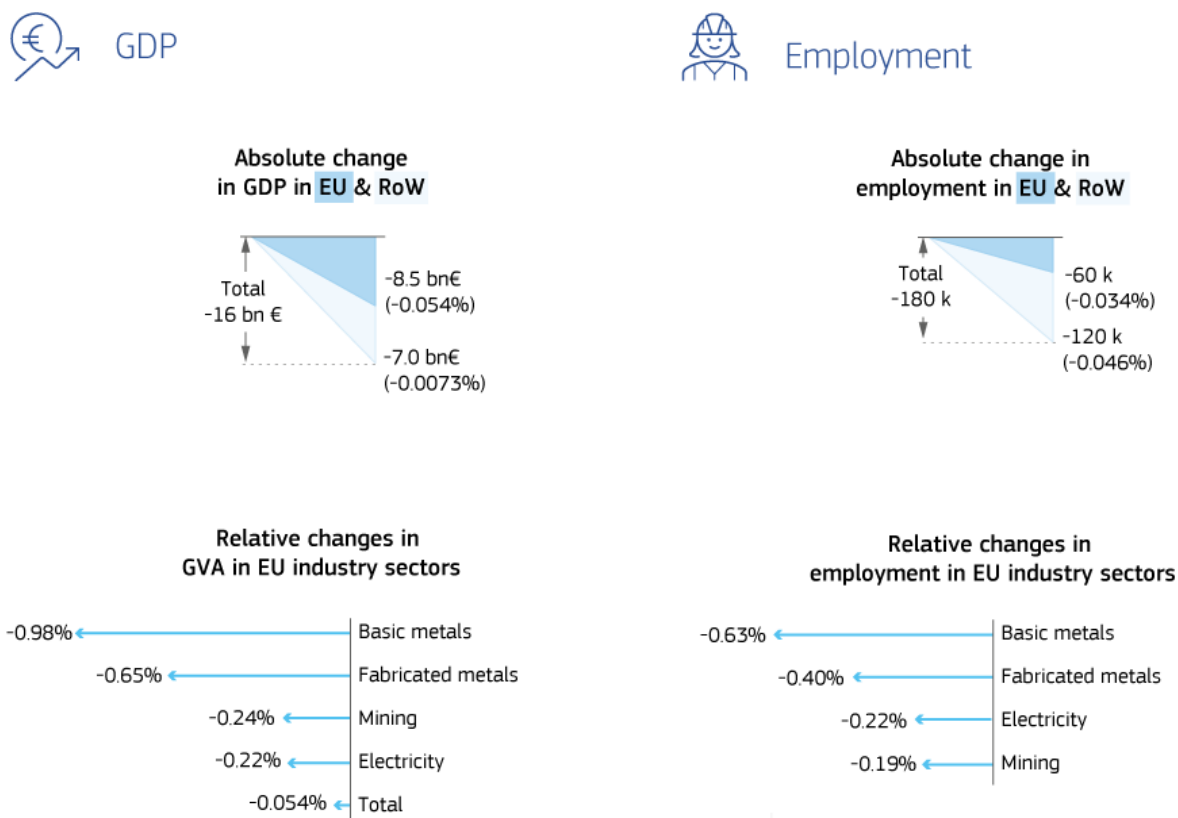 GDP
Absolute change
in GDP in EU & RoW
Total
-16 bn €
-8.5 bn€
(-0.054%)
-7.0 bn€
(-0.0073%)
Relative changes in
GVA in EU industry sectors
-0.98% Basic metals
-0.65% Fabricated metals
-0.24% Mining
-0.22% Electricity
-0.054% Total
Employment
Absolute change in
employment in EU & RoW
Total
-180 k
-60 k
(-0.034%)
-120 k
(-0.046%)
Relative changes in
employment in EU industry sectors
-0.63% Basic metals
-0.40% Fabricated metals
-0.22% Electricity
-0.19% Mining